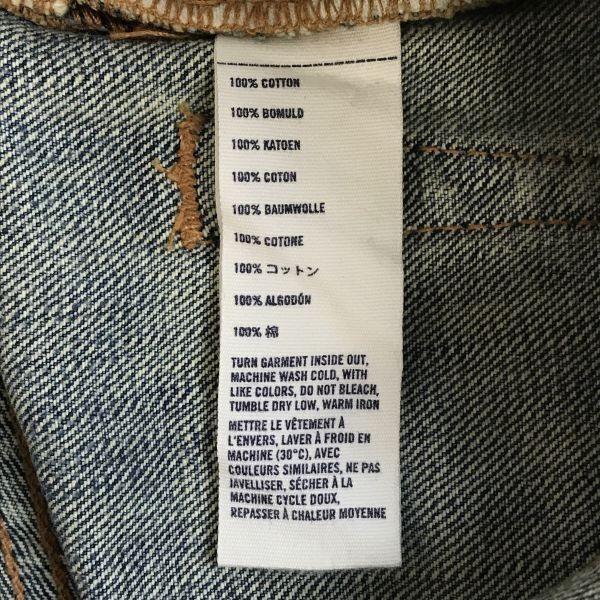 100% COTTON
100% BOMULD
100% KATOEN
100% COTON
100% BAUMWOLLE
100% COTONE
100% コットン
100% ALGODÓN
100% 棉
TURN GARMENT INSIDE OUT,
MACHINE WASH COLD, WITH
LIKE COLORS, DO NOT BLEACH,
TUMBLE DRY LOW, WARM IRON
METTRE LE VÊTEMENT À
L'ENVERS, LAVER À FROID EN
MACHINE (30°C), AVEC
COULEURS SIMILAIRES, NE PAS
JAVELLISER, SÉCHER À LA
MACHINE CYCLE DOUX,
REPASSER À CHALEUR MOYENNE